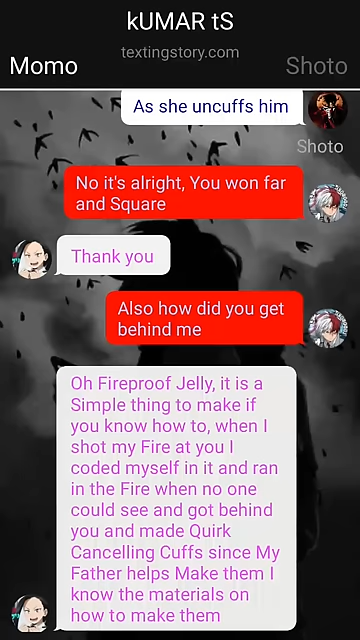 kUMAR tS
textingstory.com
Momo
Shoto
As she uncuffs him
Shoto
No it's alright, You won far
and Square
Thank you
Also how did you get
behind me
Oh Fireproof Jelly, it is a
Simple thing to make if
you know how to, when I
shot my Fire at you I
coded myself in it and ran
in the Fire when no one
could see and got behind
you and made Quirk
Cancelling Cuffs since My
Father helps Make them I
know the materials on
how to make them